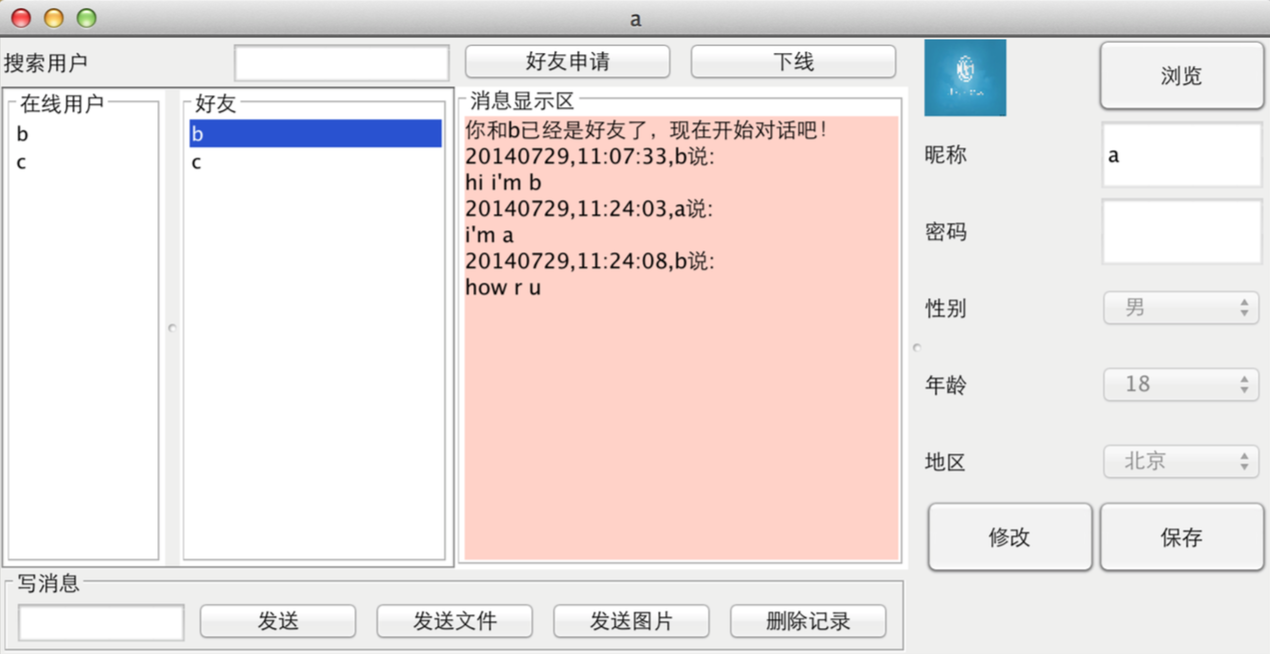 a
搜索用户
好友申请
下线
浏览
在线用户
b
c
好友
b
c
消息显示区
你和b已经是好友了，现在开始对话吧！
20140729,11:07:33,b说:
hi i'm b
20140729,11:24:03,a说:
i'm a
20140729,11:24:08,b说:
how r u
昵称
a
密码
性别
男
年龄
18
地区
北京
修改
保存
写消息
发送
发送文件
发送图片
删除记录